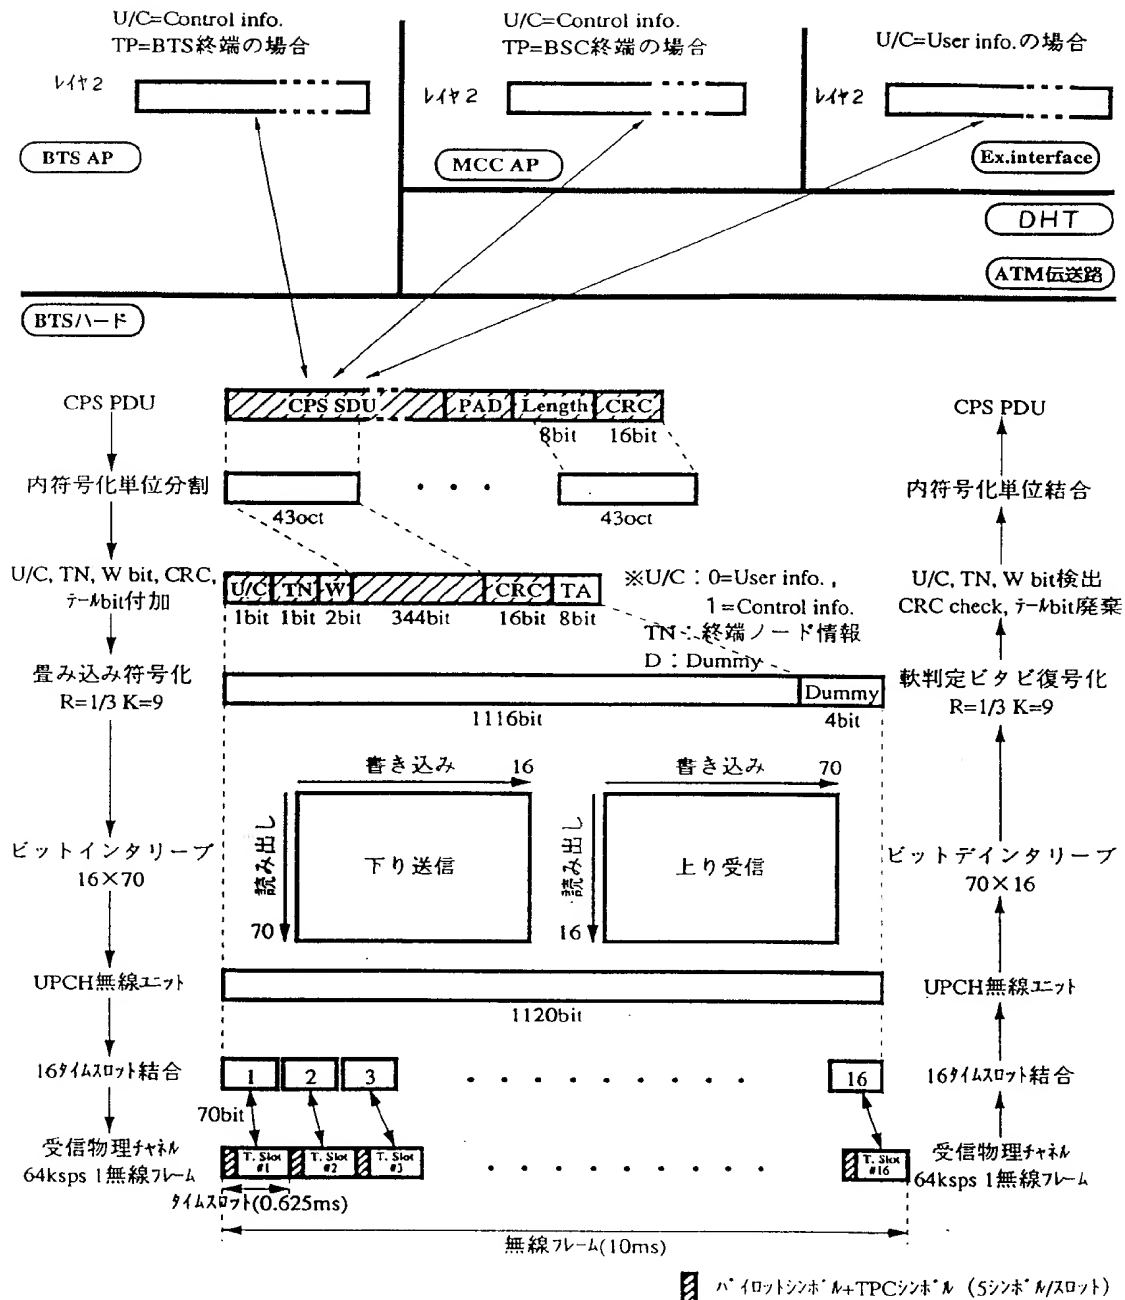 U/C=Control info.
TP=BTS終端の場合
U/C=Control info.
TP=BSC終端の場合
U/C=User info.の場合
ﾚｲﾔ2
ﾚｲﾔ2
ﾚｲﾔ2
BTS AP
MCC AP
Ex.interface
DHT
ATM伝送路
BTSハード
CPS PDU
CPS SDU
PAD
Length
CRC
CPS PDU
8bit
16bit
内符号化単位分割
・・・
内符号化単位結合
43oct
43oct
U/C, TN, W bit, CRC,
ﾃｰﾙbit付加
U/C
TN
W
CRC
TA
1bit
1bit
2bit
344bit
16bit
8bit
※U/C：0=User info.,
1=Control info.
TN：終端ノード情報
D：Dummy
U/C, TN, W bit検出
CRC check, ﾃｰﾙbit廃棄
畳み込み符号化
R=1/3 K=9
Dummy
1116bit
4bit
軟判定ビタビ復号化
R=1/3 K=9
書き込み
16
書き込み
70
読み出し
下り送信
70
読み出し
上り受信
16
ビットインタリーブ
16×70
ビットデインタリーブ
70×16
UPCH無線ﾕﾆｯﾄ
1120bit
UPCH無線ﾕﾆｯﾄ
16ﾀｲﾑｽﾛｯﾄ結合
1
2
3
・・・・・・・・・・
16
16ﾀｲﾑｽﾛｯﾄ結合
70bit
受信物理ﾁｬﾈﾙ
64ksps 1無線ﾌﾚｰﾑ
T. Slot
#1
T. Slot
#2
T. Slot
#3
・・・・・・・・・・
T. Slot
#16
受信物理ﾁｬﾈﾙ
64ksps 1無線ﾌﾚｰﾑ
ﾀｲﾑｽﾛｯﾄ(0.625ms)
無線ﾌﾚｰﾑ(10ms)
ﾊﾟｲﾛｯﾄｼﾝﾎﾞﾙ+TPCｼﾝﾎﾞﾙ (5ｼﾝﾎﾞﾙ/ｽﾛｯﾄ)